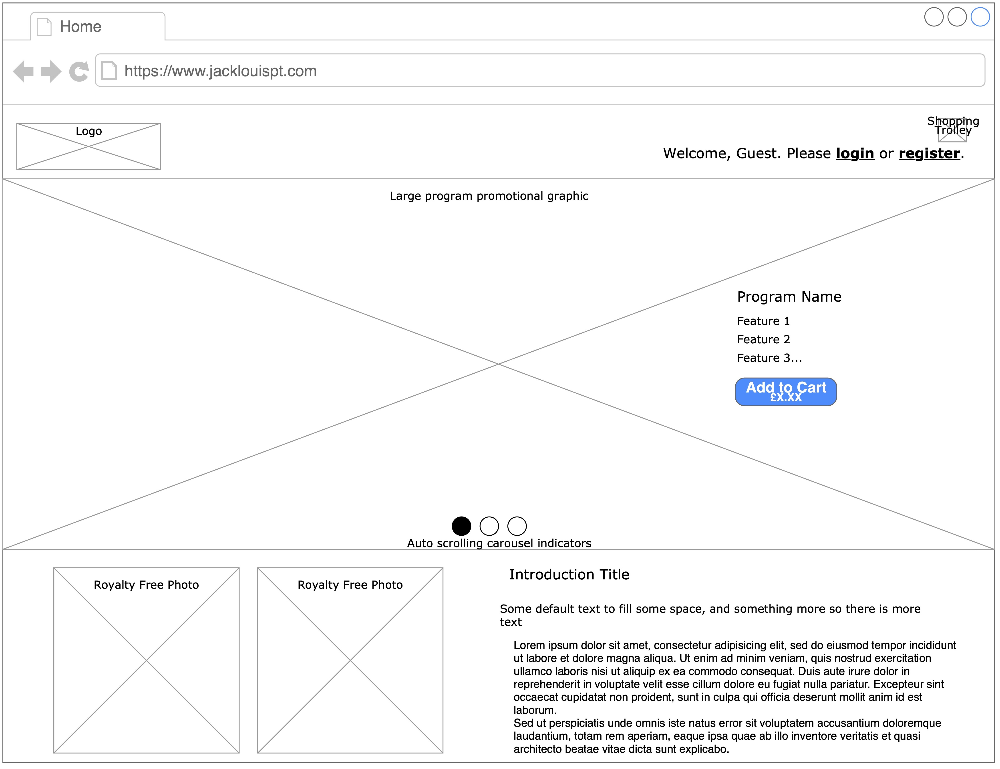 Home
https://www.jacklouispt.com
Logo
Shopping
Trolley
Welcome, Guest. Please login or register.
Large program promotional graphic
Program Name
Feature 1
Feature 2
Feature 3...
Add to Cart
£X.XX
Auto scrolling carousel indicators
Royalty Free Photo
Royalty Free Photo
Introduction Title
Some default text to fill some space, and something more so there is more
text
Lorem ipsum dolor sit amet, consectetur adipisicing elit, sed do eiusmod tempor incididunt
ut labore et dolore magna aliqua. Ut enim ad minim veniam, quis nostrud exercitation
ullamco laboris nisi ut aliquip ex ea commodo consequat. Duis aute irure dolor in
reprehenderit in voluptate velit esse cillum dolore eu fugiat nulla pariatur. Excepteur sint
occaecat cupidatat non proident, sunt in culpa qui officia deserunt mollit anim id est
laborum.
Sed ut perspiciatis unde omnis iste natus error sit voluptatem accusantium doloremque
laudantium, totam rem aperiam, eaque ipsa quae ab illo inventore veritatis et quasi
architecto beatae vitae dicta sunt explicabo.